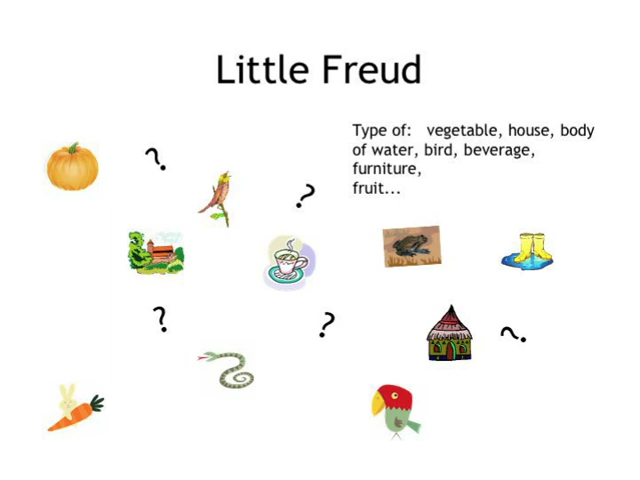 Little Freud
Type of: vegetable, house, body
of water, bird, beverage,
furniture,
fruit...
?
?
?
?
?